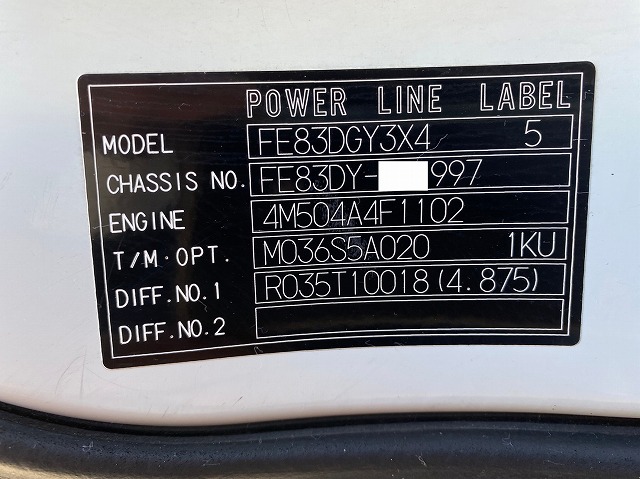 POWER LINE LABEL
MODEL FE83DGY3X4 5
CHASSIS NO. FE83DY- 997
ENGINE 4M504A4F1102
T/M·OPT. M036S5A020 1KU
DIFF.NO.1 R035T10018(4.875)
DIFF.NO.2